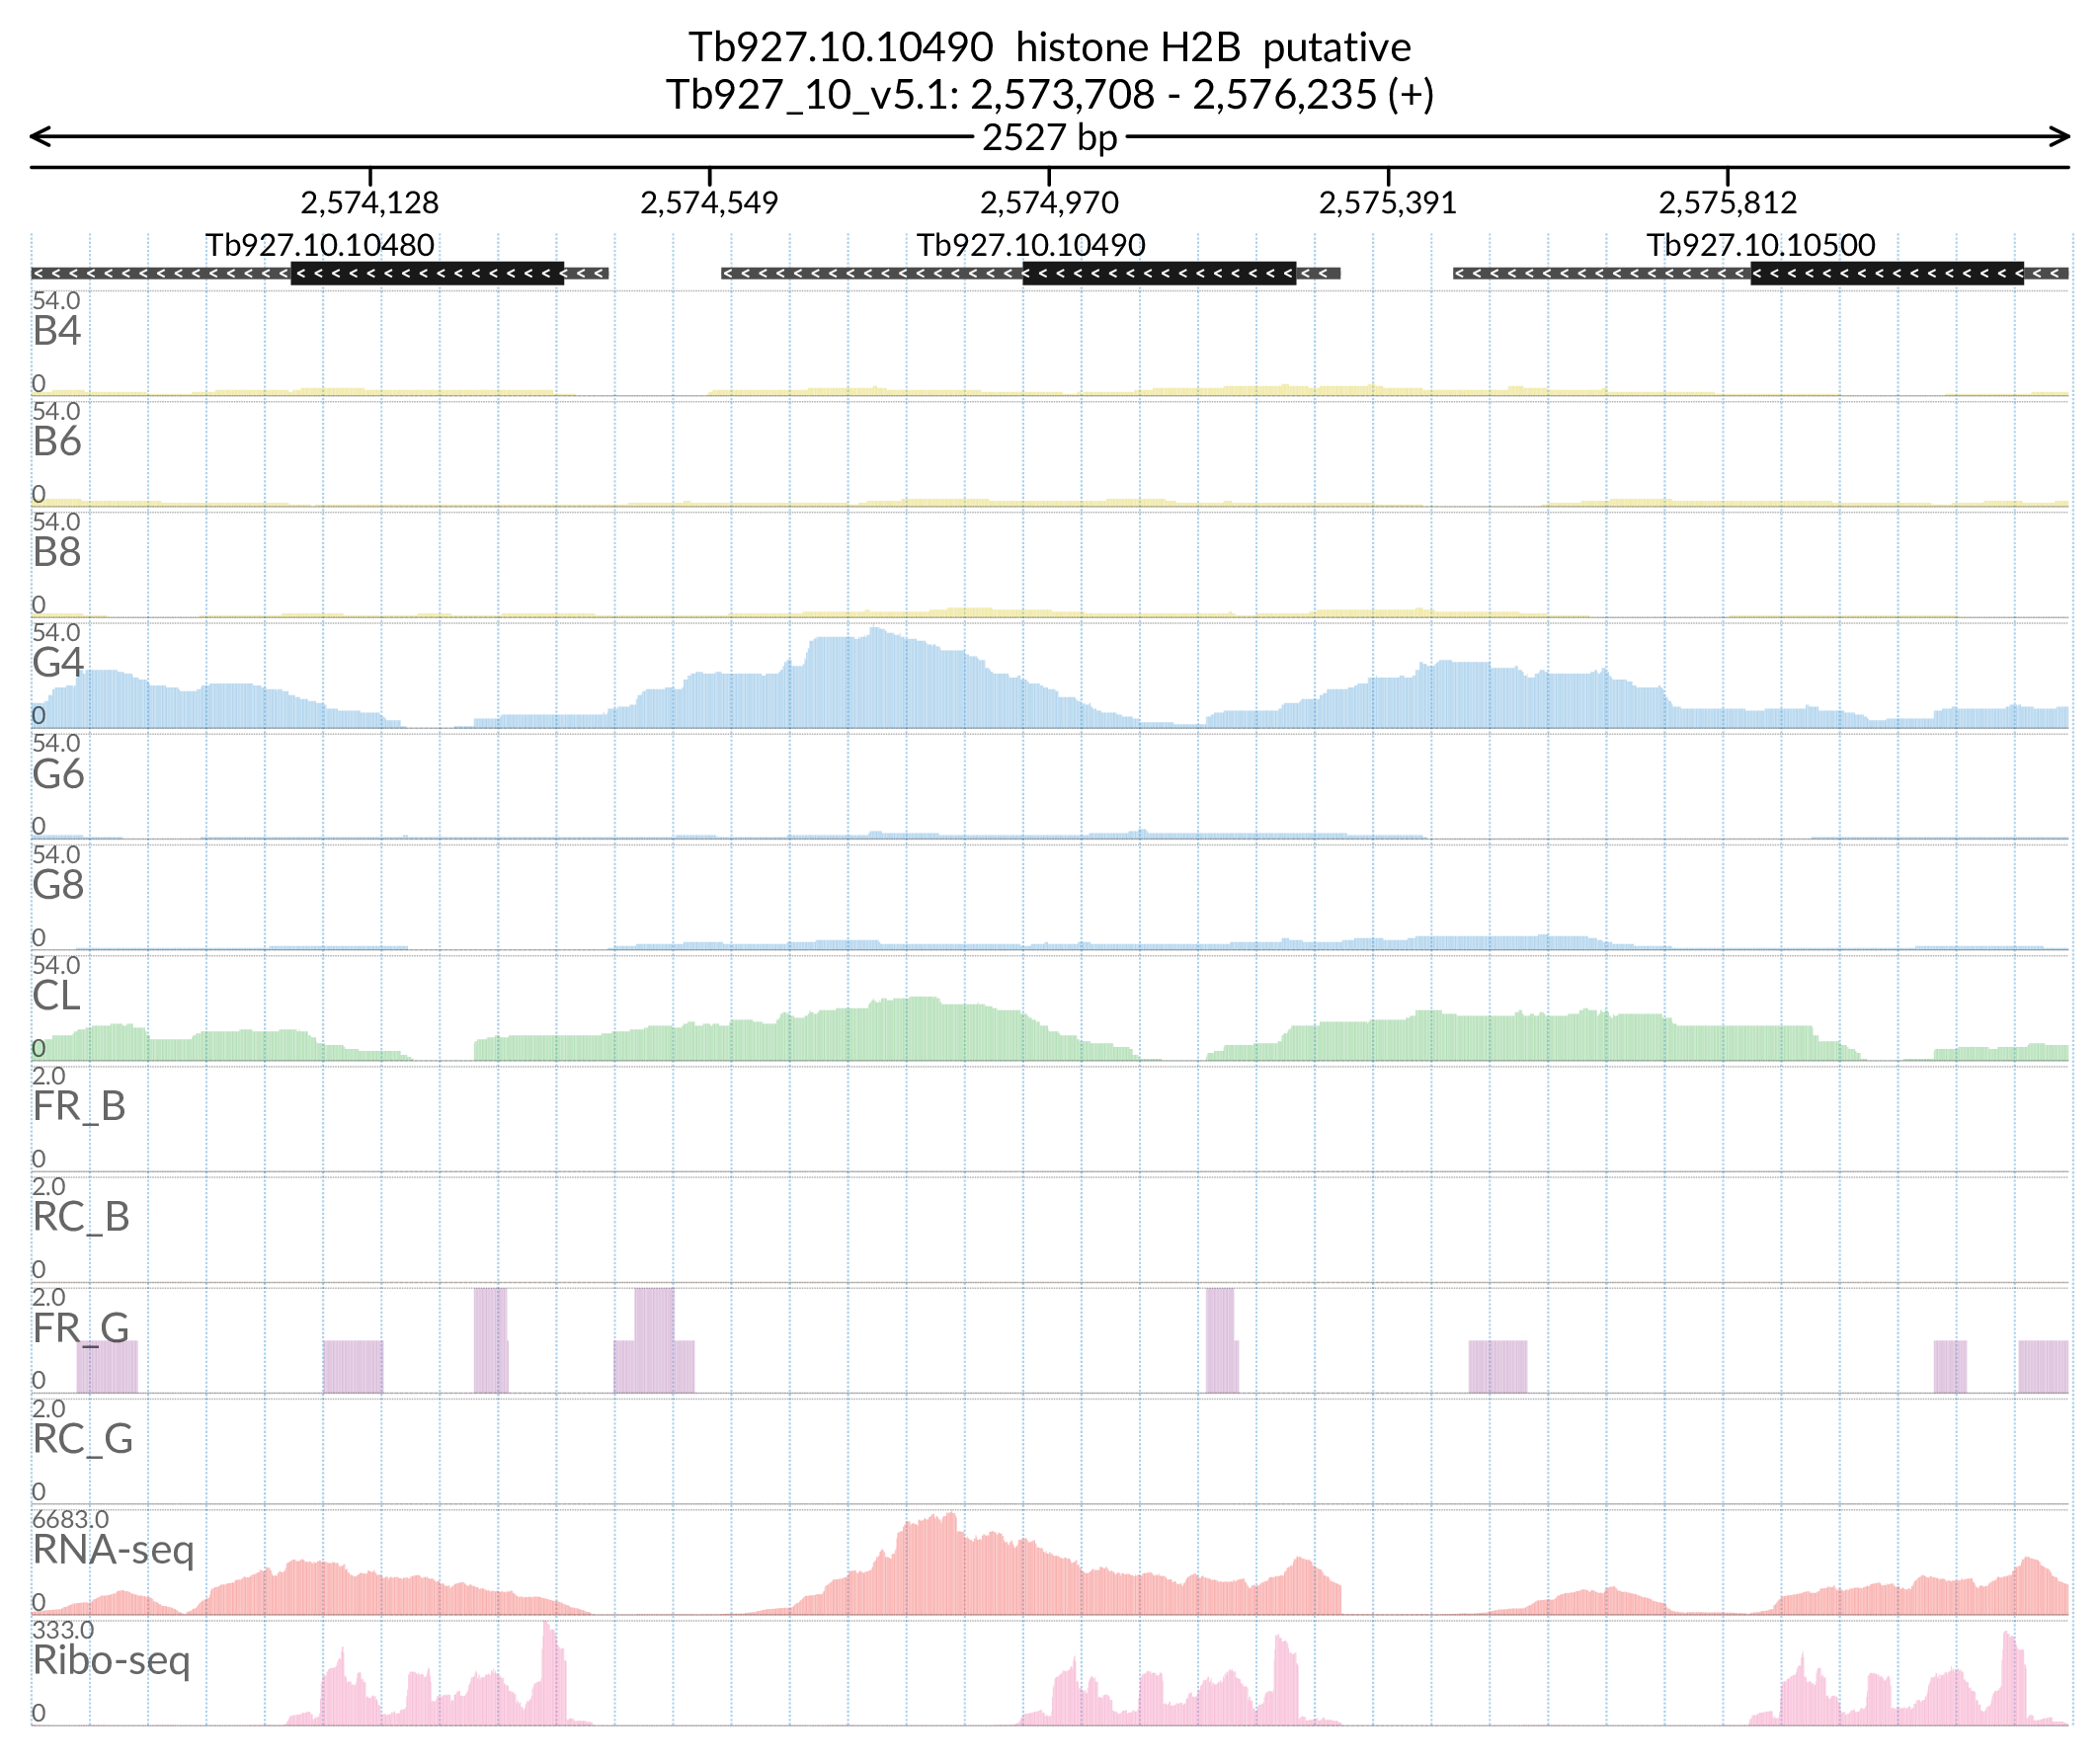 Tb927.10.10490  histone H2B  putative
Tb927_10_v5.1: 2,573,708 - 2,576,235 (+)
2527 bp
2,574,128 2,574,549 2,574,970 2,575,391 2,575,812
Tb927.10.10480 Tb927.10.10490 Tb927.10.10500
54.0
B4
0
54.0
B6
0
54.0
B8
0
54.0
G4
0
54.0
G6
0
54.0
G8
0
54.0
CL
0
2.0
FR_B
0
2.0
RC_B
0
2.0
FR_G
0
2.0
RC_G
0
6683.0
RNA-seq
0
333.0
Ribo-seq
0